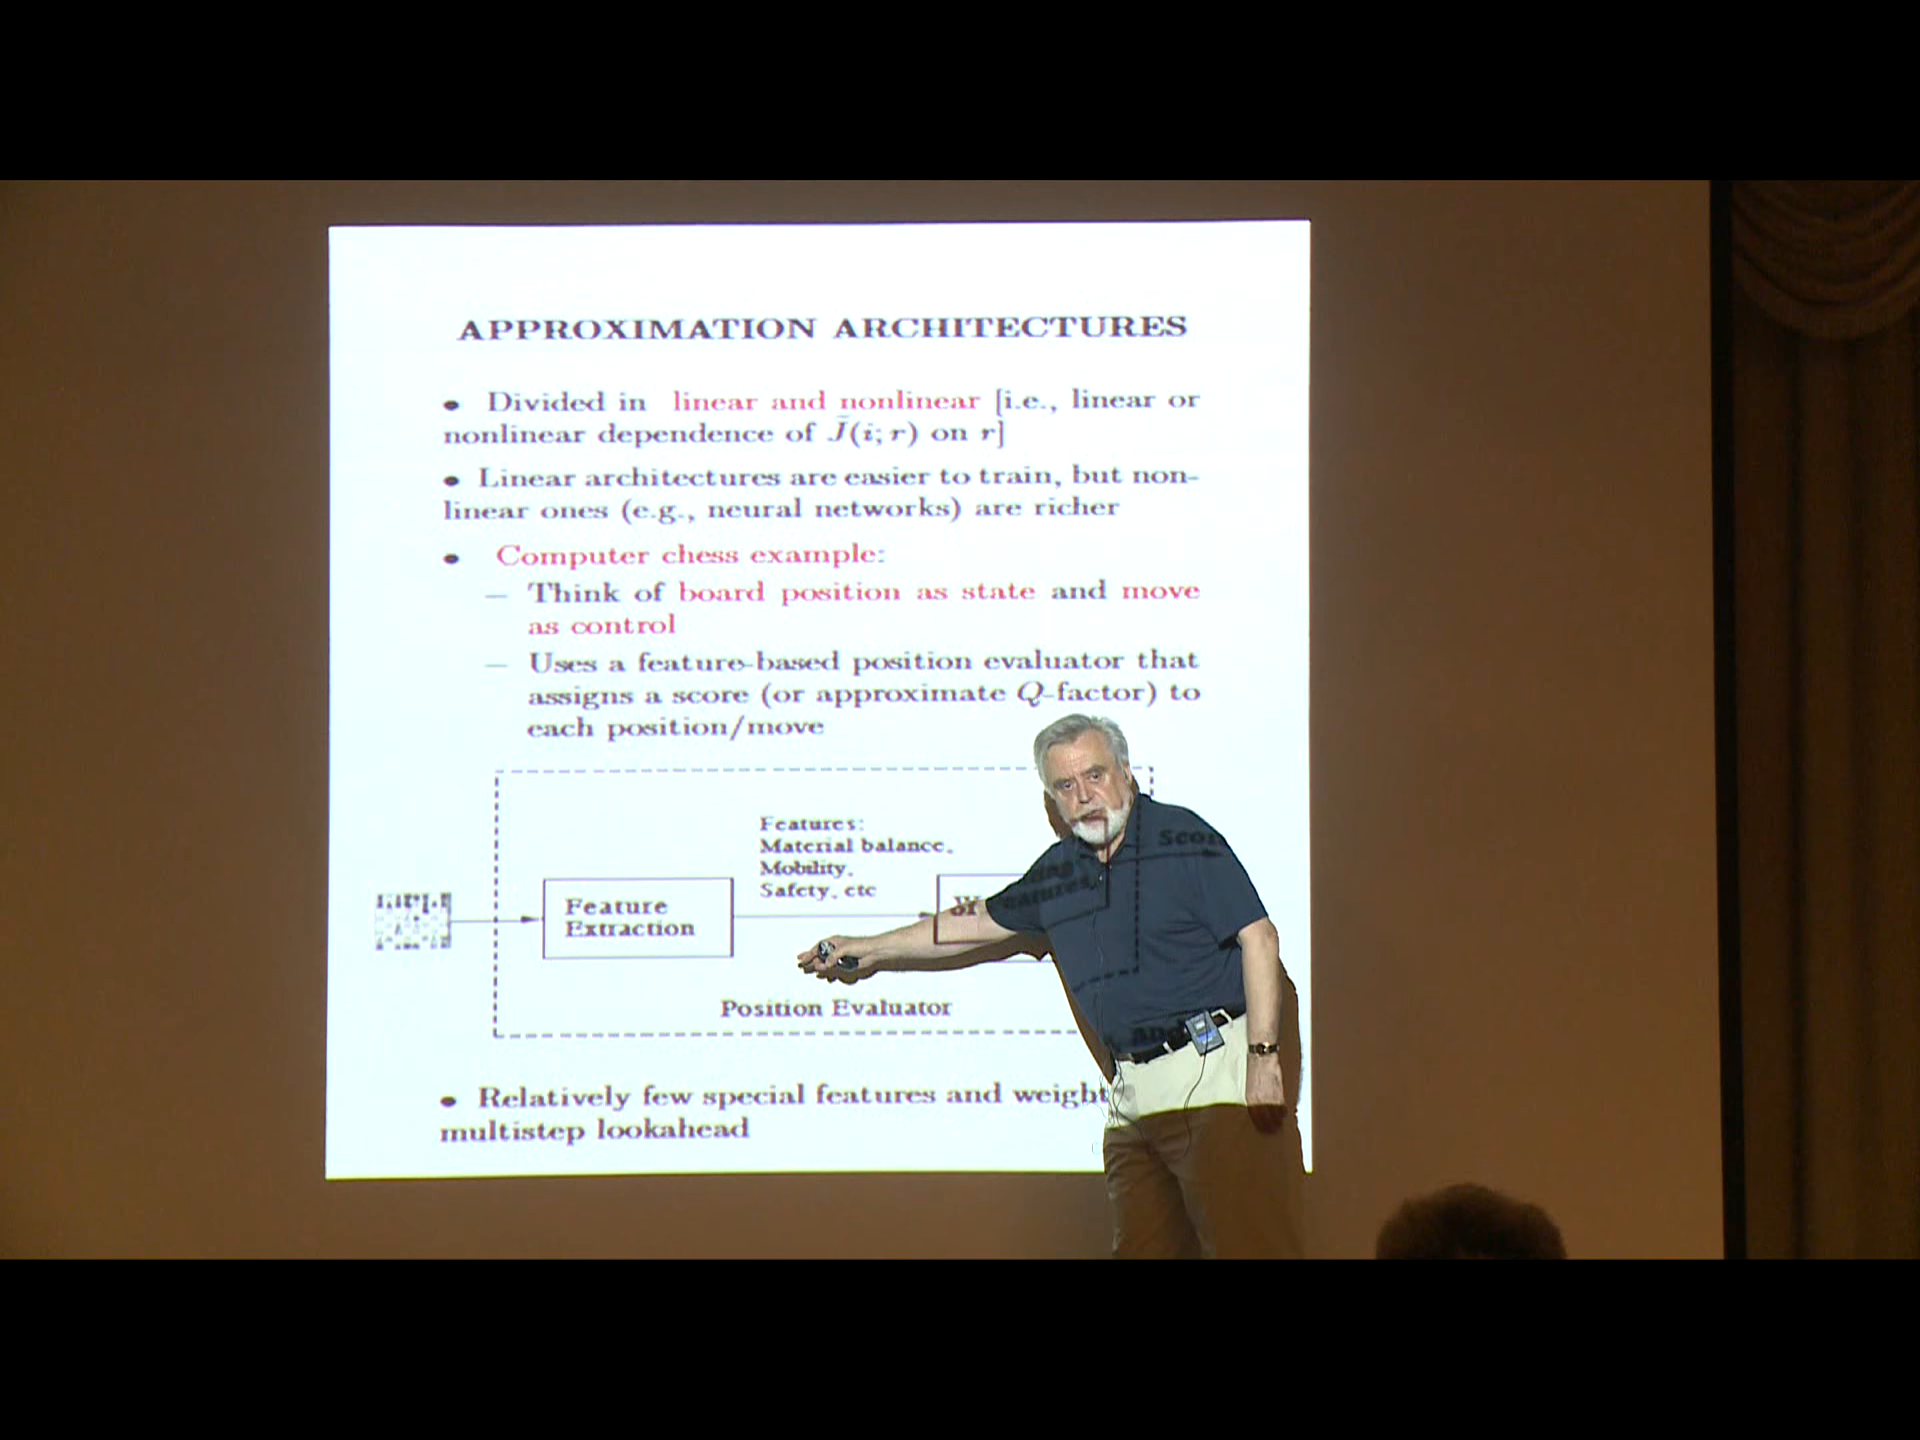 APPROXIMATION ARCHITECTURES
• Divided in linear and nonlinear [i.e., linear or
nonlinear dependence of J̃(i; r) on r]
• Linear architectures are easier to train, but non-
linear ones (e.g., neural networks) are richer
• Computer chess example:
– Think of board position as state and move
as control
– Uses a feature-based position evaluator that
assigns a score (or approximate Q-factor) to
each position/move
Features:
Material balance,
Mobility,
Safety, etc
Feature
Extraction
of
Position Evaluator
• Relatively few special features and weight
multistep lookahead